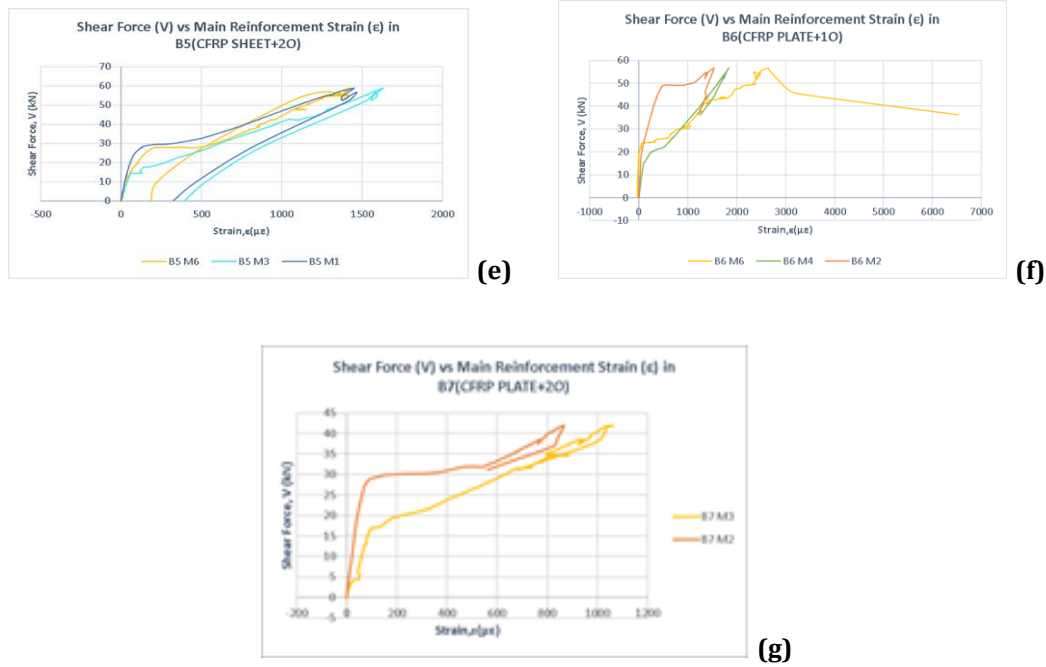 Shear Force (V) vs Main Reinforcement Strain (ε) in
B5(CFRP SHEET+2O)
Shear Force, V (kN)
70
60
50
40
30
20
10
0
-500
0
500
1000
1500
2000
Strain,ε(με)
B5 M6
B5 M3
B5 M1
(e)
Shear Force (V) vs Main Reinforcement Strain (ε) in
B6(CFRP PLATE+1O)
Shear Force, V (kN)
60
50
40
30
20
10
0
-10
-1000
0
1000
2000
3000
4000
5000
6000
7000
Strain,ε(με)
B6 M6
B6 M4
B6 M2
(f)
Shear Force (V) vs Main Reinforcement Strain (ε) in
B7(CFRP PLATE+2O)
Shear Force, V (kN)
45
40
35
30
25
20
15
10
5
0
-5
-200
0
200
400
600
800
1000
1200
Strain,ε(με)
B7 M3
B7 M2
(g)